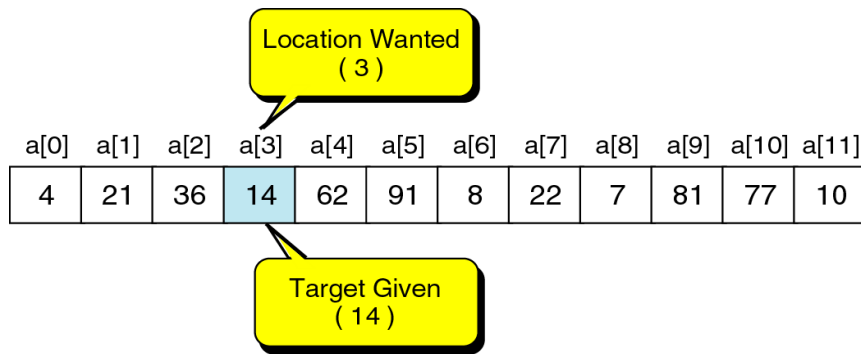 Location Wanted
( 3 )
a[0] a[1] a[2] a[3] a[4] a[5] a[6] a[7] a[8] a[9] a[10] a[11]
4 21 36 14 62 91 8 22 7 81 77 10
Target Given
( 14 )